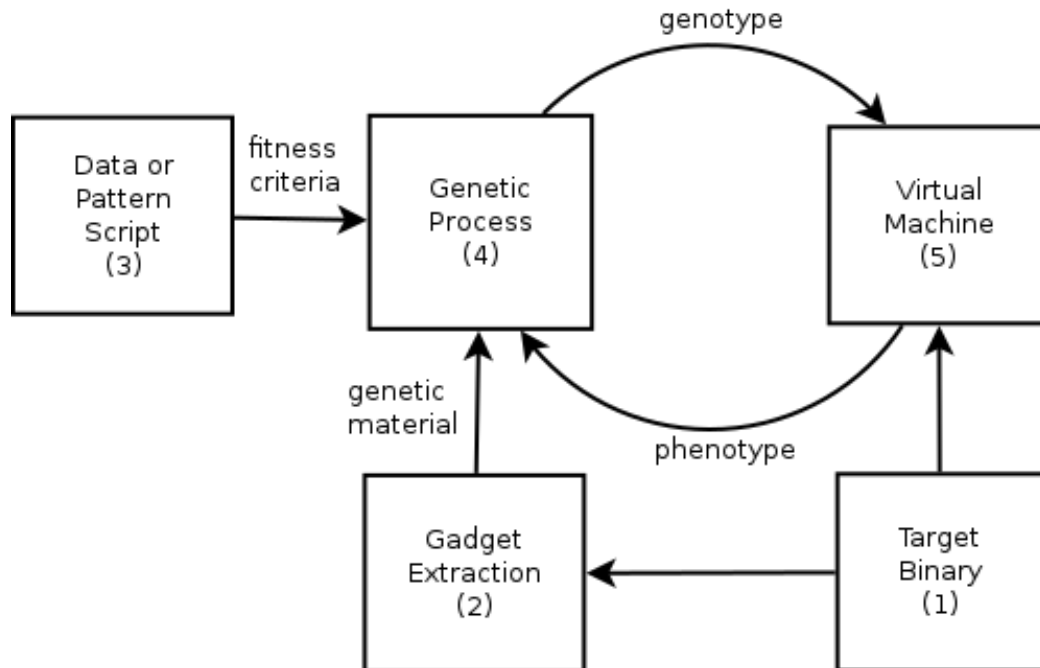 genotype
Data or
Pattern
Script
(3)
fitness
criteria
Genetic
Process
(4)
Virtual
Machine
(5)
genetic
material
phenotype
Gadget
Extraction
(2)
Target
Binary
(1)